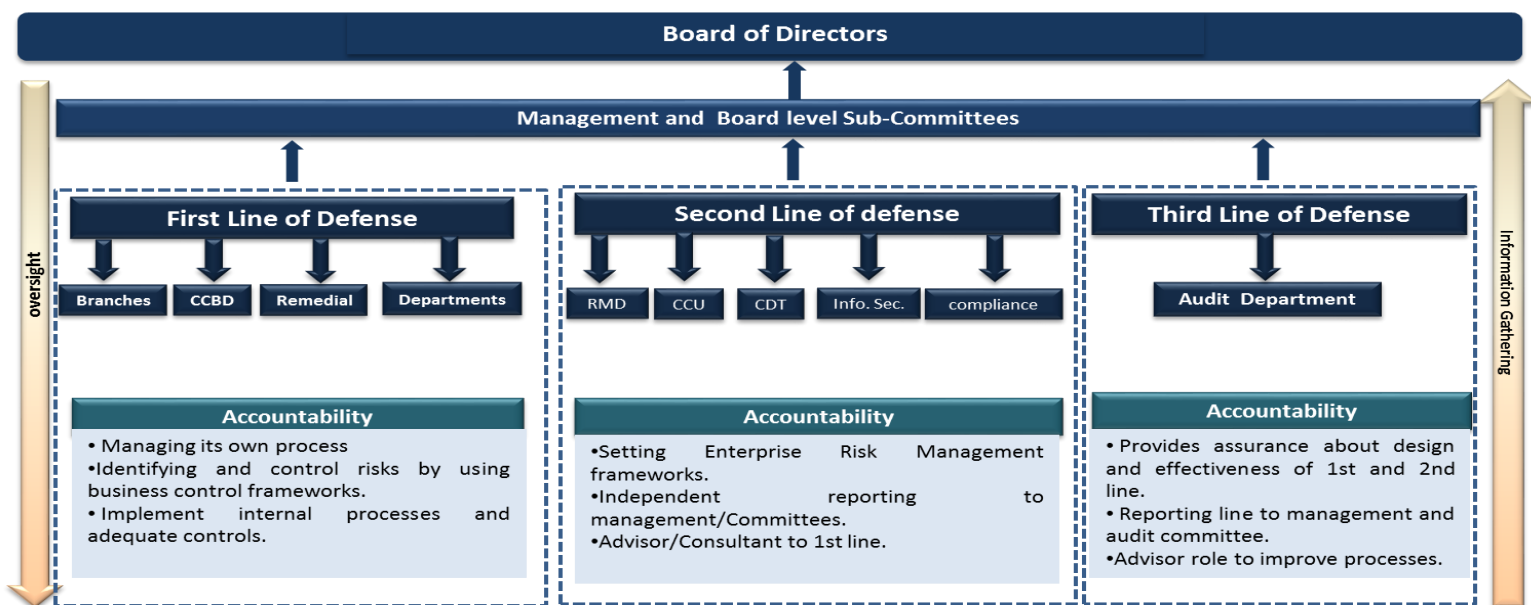 Board of Directors
Management and Board level Sub-Committees
oversight
Information Gathering
First Line of Defense
Branches
CCBD
Remedial
Departments
Accountability
• Managing its own process
•Identifying and control risks by using
business control frameworks.
• Implement internal processes and
adequate controls.
Second Line of defense
RMD
CCU
CDT
Info. Sec.
compliance
Accountability
•Setting Enterprise Risk Management
frameworks.
•Independent reporting to
management/Committees.
•Advisor/Consultant to 1st line.
Third Line of Defense
Audit Department
Accountability
• Provides assurance about design
and effectiveness of 1st and 2nd
line.
• Reporting line to management and
audit committee.
•Advisor role to improve processes.